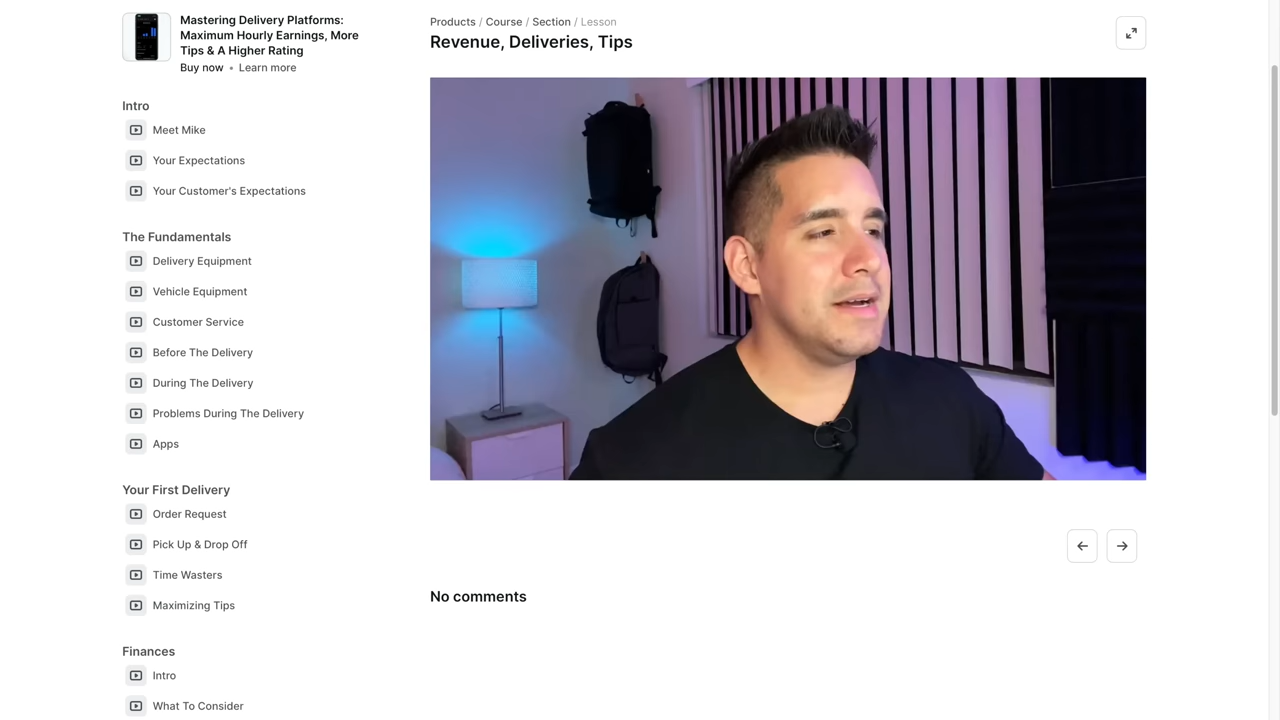 Mastering Delivery Platforms:
Maximum Hourly Earnings, More
Tips & A Higher Rating
Buy now • Learn more
Intro
Meet Mike
Your Expectations
Your Customer's Expectations
The Fundamentals
Delivery Equipment
Vehicle Equipment
Customer Service
Before The Delivery
During The Delivery
Problems During The Delivery
Apps
Your First Delivery
Order Request
Pick Up & Drop Off
Time Wasters
Maximizing Tips
Finances
Intro
What To Consider
Products / Course / Section / Lesson
Revenue, Deliveries, Tips
No comments